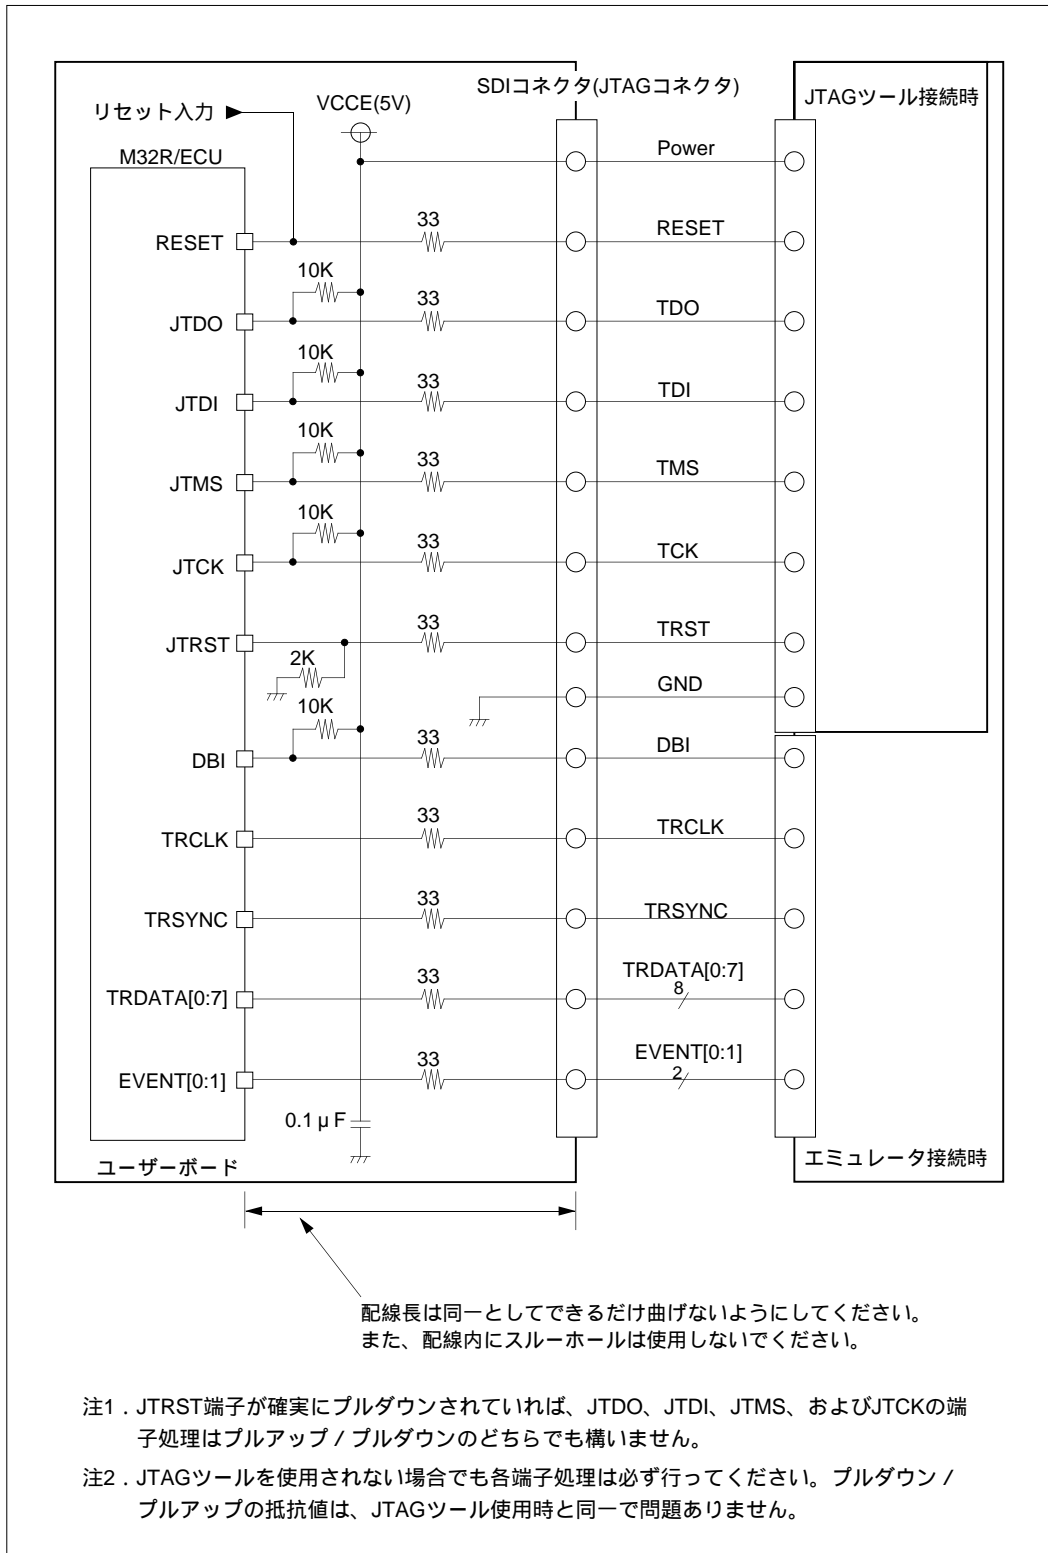 SDIコネクタ(JTAGコネクタ)
JTAGツール接続時
リセット入力
VCCE(5V)
M32R/ECU
Power
RESET
33
RESET
10K
JTDO
33
TDO
10K
JTDI
33
TDI
10K
JTMS
33
TMS
10K
JTCK
33
TCK
JTRST
33
TRST
2K
GND
10K
DBI
33
DBI
TRCLK
33
TRCLK
TRSYNC
33
TRSYNC
TRDATA[0:7]
33
TRDATA[0:7]
8
EVENT[0:1]
33
EVENT[0:1]
2
0.1μF
ユーザーボード
エミュレータ接続時
配線長は同一としてできるだけ曲げないようにしてください。
また、配線内にスルーホールは使用しないでください。
注1．JTRST端子が確実にプルダウンされていれば、JTDO、JTDI、JTMS、およびJTCKの端
子処理はプルアップ / プルダウンのどちらでも構いません。
注2．JTAGツールを使用されない場合でも各端子処理は必ず行ってください。プルダウン /
プルアップの抵抗値は、JTAGツール使用時と同一で問題ありません。